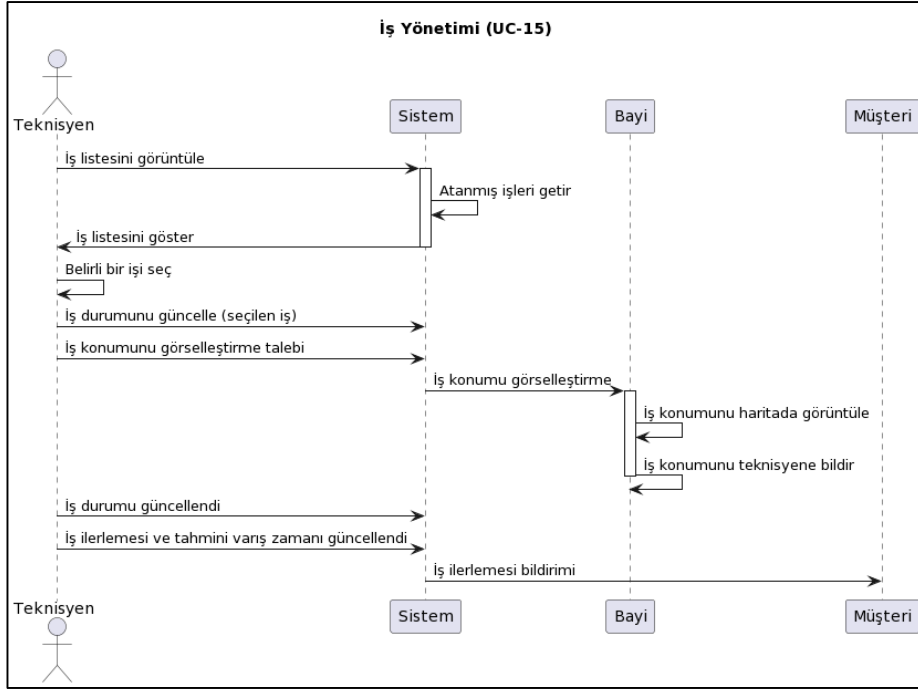 İş Yönetimi (UC-15)
Teknisyen
Sistem
Bayi
Müşteri
İş listesini görüntüle
Atanmış işleri getir
İş listesini göster
Belirli bir işi seç
İş durumunu güncelle (seçilen iş)
İş konumunu görselleştirme talebi
İş konumu görselleştirme
İş konumunu haritada görüntüle
İş konumunu teknisyene bildir
İş durumu güncellendi
İş ilerlemesi ve tahmini varış zamanı güncellendi
İş ilerlemesi bildirimi
Teknisyen
Sistem
Bayi
Müşteri